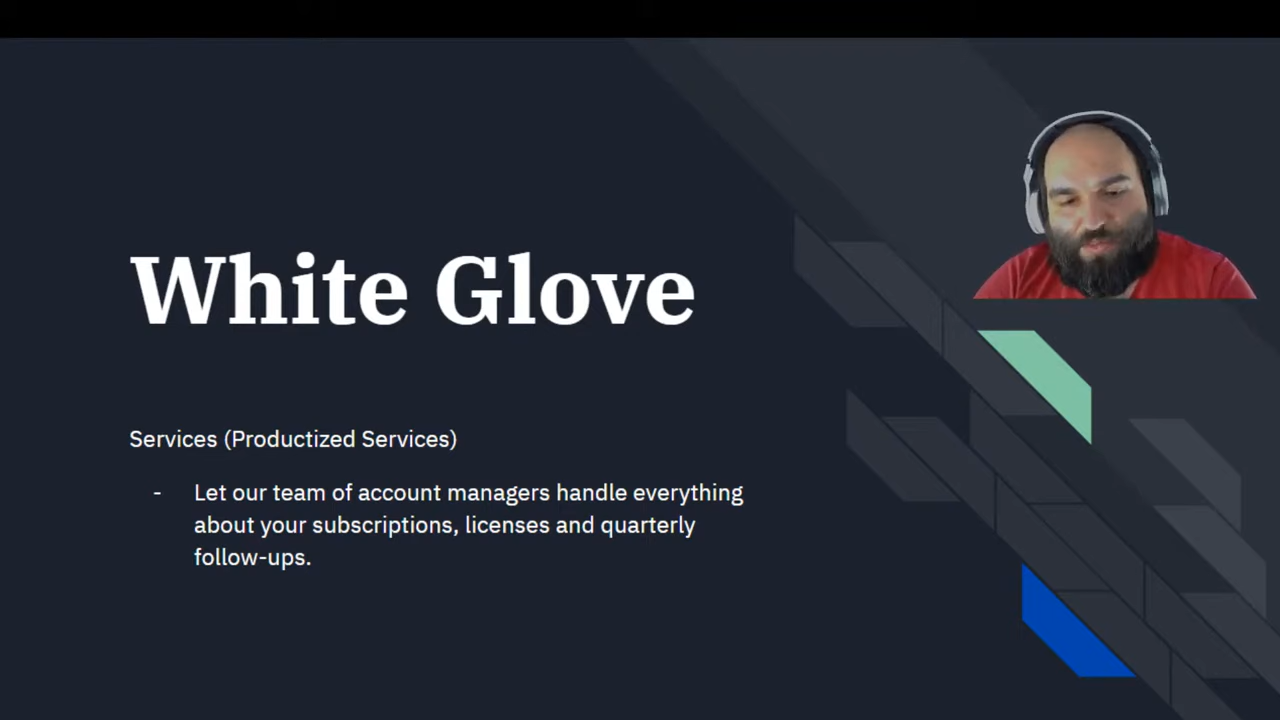 White Glove
Services (Productized Services)
- Let our team of account managers handle everything
about your subscriptions, licenses and quarterly
follow-ups.